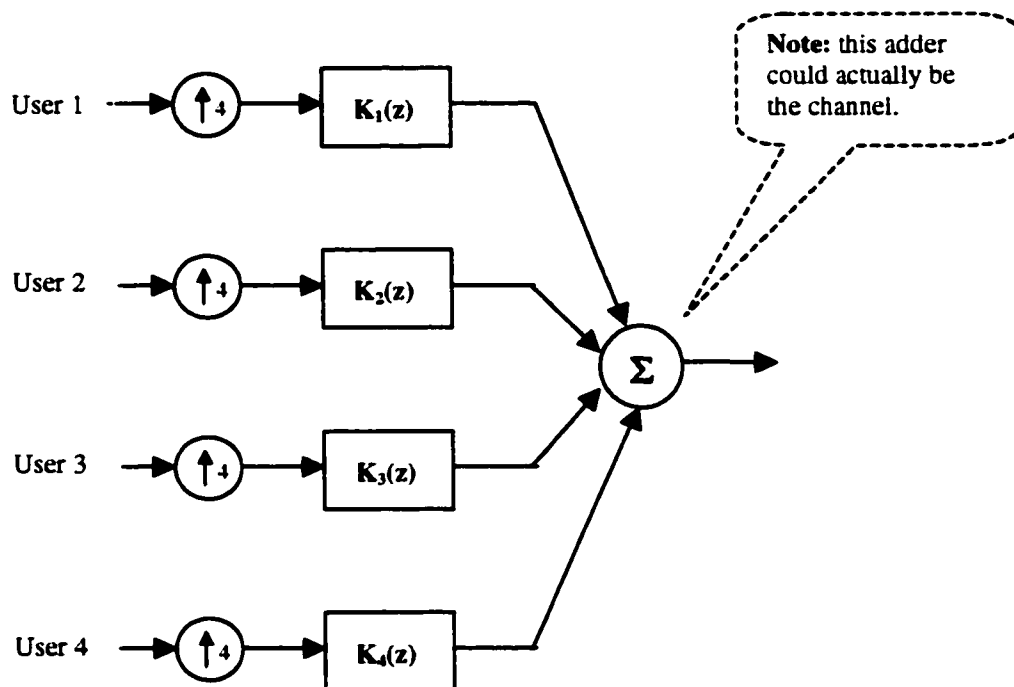 Note: this adder
could actually be
the channel.
User 1 ↑4 K₁(z)
User 2 ↑4 K₂(z)
Σ
User 3 ↑4 K₃(z)
User 4 ↑4 K₄(z)